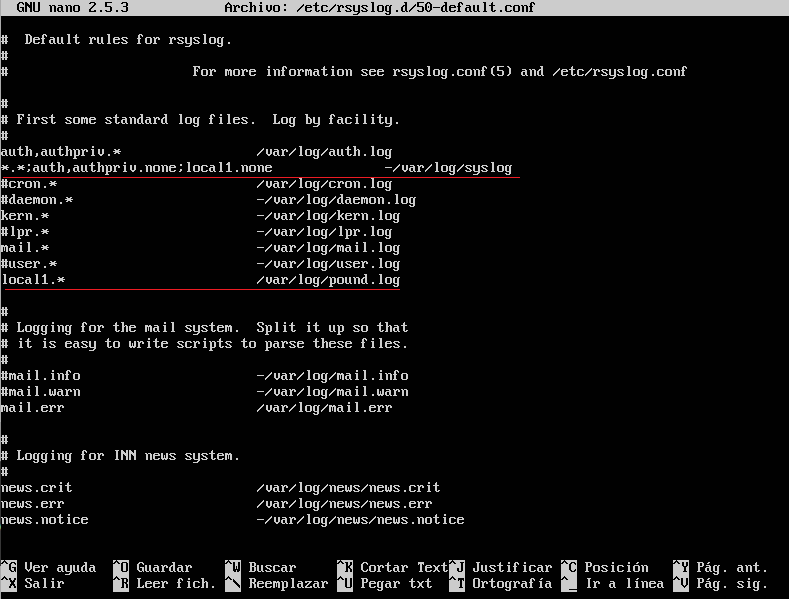 GNU nano 2.5.3 Archivo: /etc/rsyslog.d/50-default.conf
# Default rules for rsyslog.
#
# For more information see rsyslog.conf(5) and /etc/rsyslog.conf
#
# First some standard log files. Log by facility.
#
auth,authpriv.* /var/log/auth.log
*.*;auth,authpriv.none;local1.none -/var/log/syslog
#cron.* /var/log/cron.log
#daemon.* -/var/log/daemon.log
kern.* -/var/log/kern.log
#lpr.* -/var/log/lpr.log
mail.* -/var/log/mail.log
#user.* -/var/log/user.log
local1.* /var/log/pound.log
#
# Logging for the mail system. Split it up so that
# it is easy to write scripts to parse these files.
#
#mail.info -/var/log/mail.info
#mail.warn -/var/log/mail.warn
mail.err /var/log/mail.err
#
# Logging for INN news system.
#
news.crit /var/log/news/news.crit
news.err /var/log/news/news.err
news.notice -/var/log/news/news.notice
^G Ver ayuda ^O Guardar ^W Buscar ^K Cortar Text ^J Justificar ^C Posición ^Y Pág. ant.
^X Salir ^R Leer fich. ^\ Reemplazar ^U Pegar txt ^T Ortografía ^_ Ir a línea ^V Pág. sig.